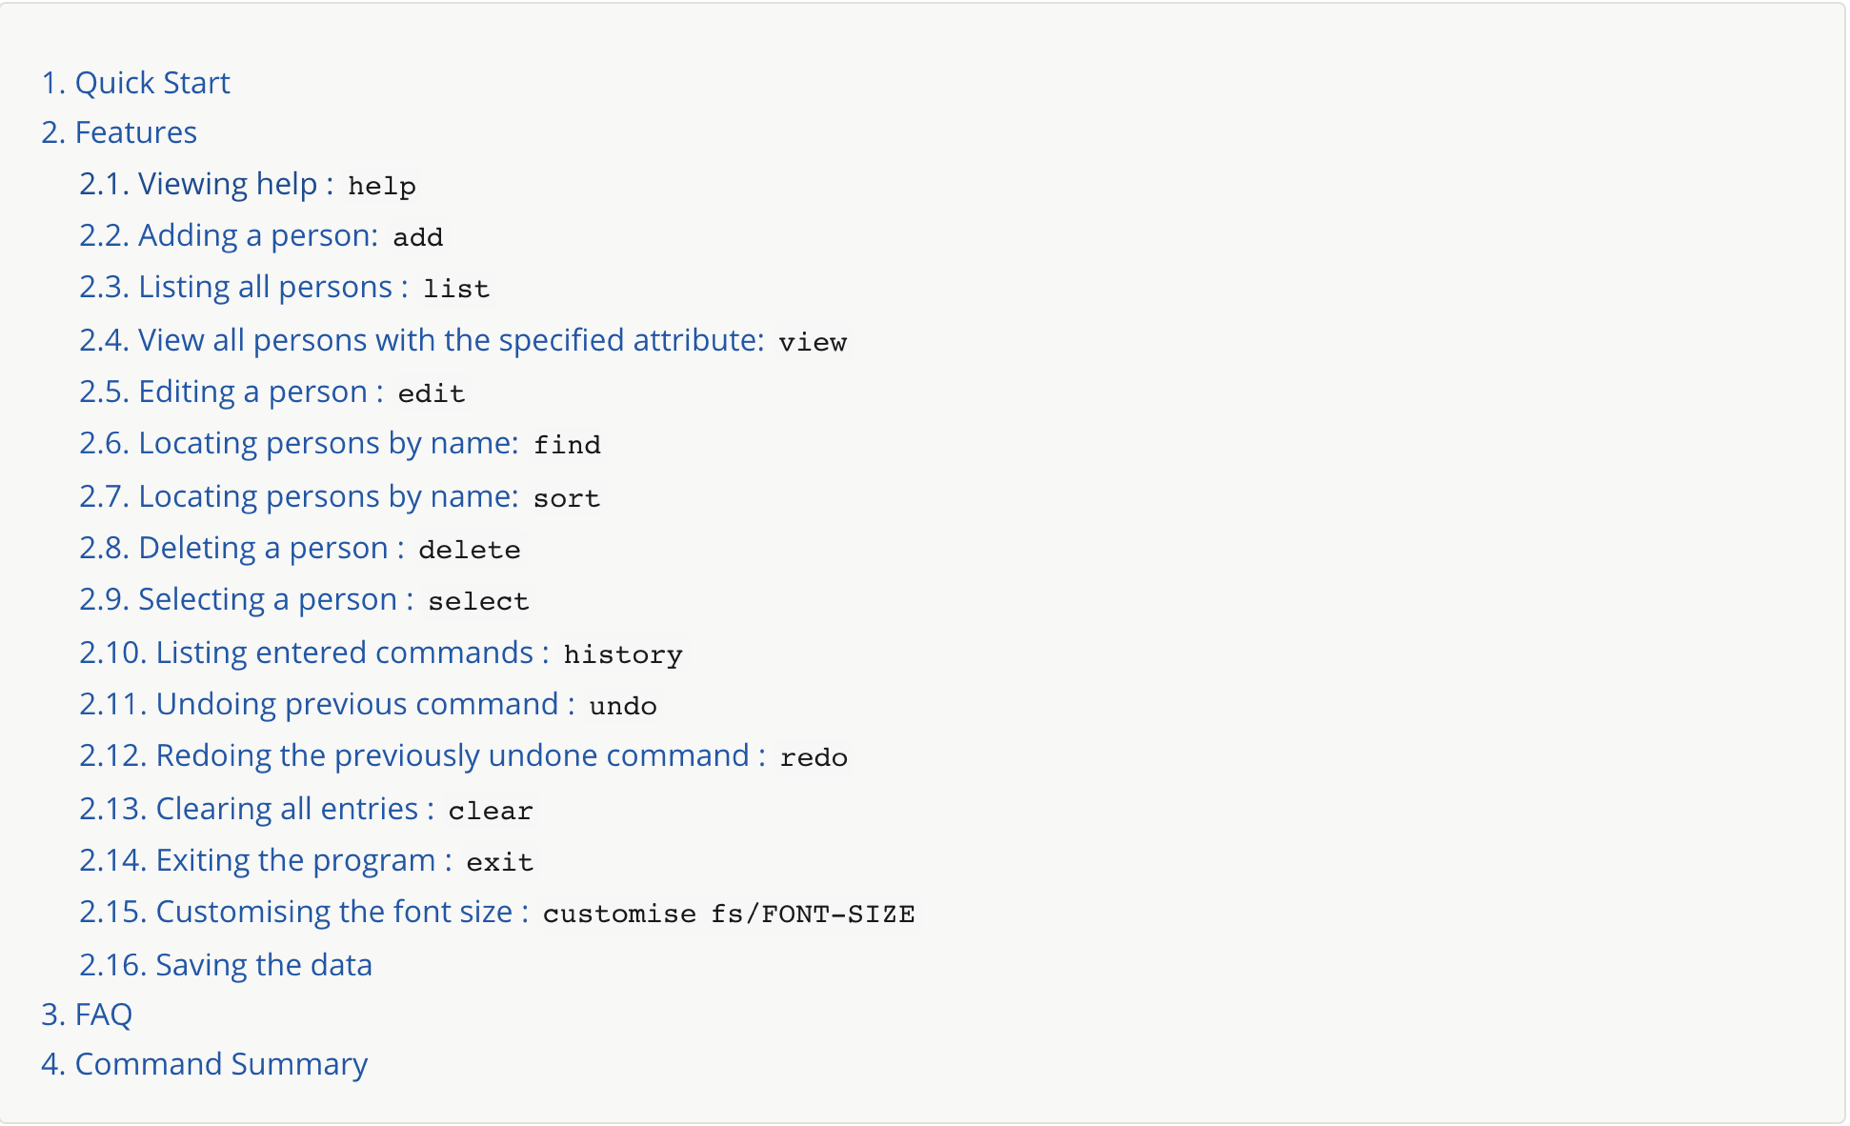 1. Quick Start
2. Features
2.1. Viewing help : help
2.2. Adding a person: add
2.3. Listing all persons : list
2.4. View all persons with the specified attribute: view
2.5. Editing a person : edit
2.6. Locating persons by name: find
2.7. Locating persons by name: sort
2.8. Deleting a person : delete
2.9. Selecting a person : select
2.10. Listing entered commands : history
2.11. Undoing previous command : undo
2.12. Redoing the previously undone command : redo
2.13. Clearing all entries : clear
2.14. Exiting the program : exit
2.15. Customising the font size : customise fs/FONT-SIZE
2.16. Saving the data
3. FAQ
4. Command Summary